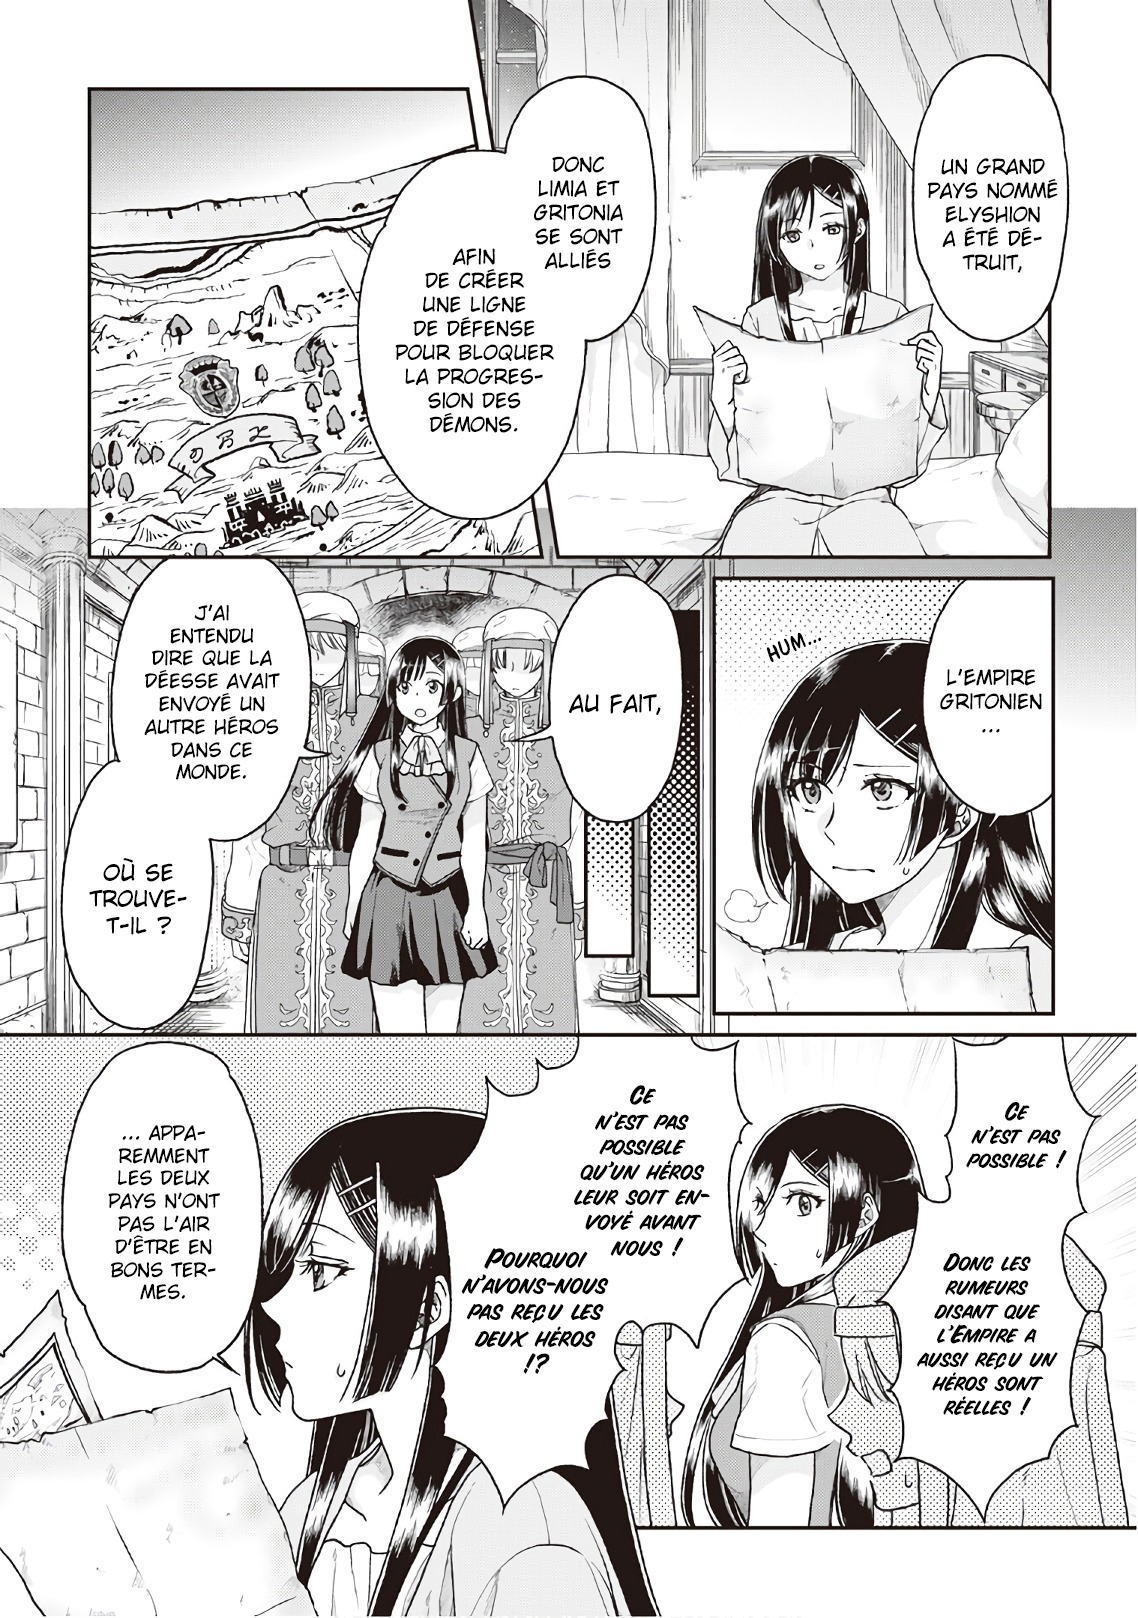 UN GRAND
PAYS NOMMÉ
ELYSHION
A ÉTÉ DÉ-
TRUIT,
DONC
LIMIA ET
GRITONIA
SE SONT
ALLIÉS
AFIN
DE CRÉER
UNE LIGNE
DE DÉFENSE
POUR BLOQUER
LA PROGRES-
SION DES
DÉMONS.
HUM...
L'EMPIRE
GRITONIEN
...
AU FAIT,
J'AI
ENTENDU
DIRE QUE LA
DÉESSE AVAIT
ENVOYÉ UN
AUTRE HÉROS
DANS CE
MONDE.
OÙ SE
TROUVE-
T-IL ?
CE
N'EST PAS
POSSIBLE !
DONC LES
RUMEURS
DISANT QUE
L'EMPIRE A
AUSSI REÇU UN
HÉROS SONT
RÉELLES !
CE
N'EST PAS
POSSIBLE
QU'UN HÉROS
LEUR SOIT EN-
VOYÉ AVANT
NOUS !
POURQUOI
N'AVONS-NOUS
PAS REÇU LES
DEUX HÉROS
!?
... APPA-
REMMENT
LES DEUX
PAYS N'ONT
PAS L'AIR
D'ÊTRE EN
BONS TER-
MES.